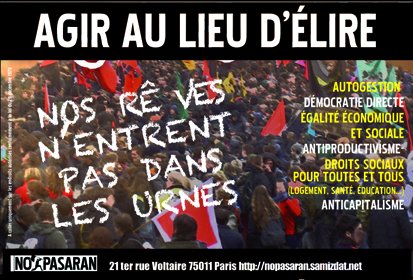 AGIR AU LIEU D'ÉLIRE
NOS RÊVES
N'ENTRENT
PAS DANS
LES URNES
AUTOGESTION
DÉMOCRATIE DIRECTE
ÉGALITÉ ÉCONOMIQUE
ET SOCIALE
ANTIPRODUCTIVISME
DROITS SOCIAUX
POUR TOUTES ET TOUS
(LOGEMENT, SANTÉ, ÉDUCATION...)
ANTICAPITALISME
NO PASARAN
21 ter rue Voltaire 75011 Paris http://nopasaran.samizdat.net